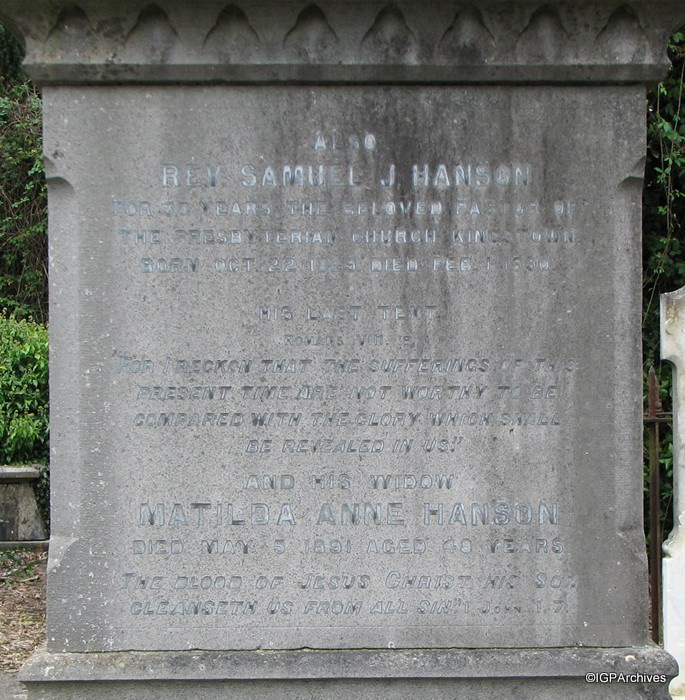 ALSO
REV. SAMUEL J. HANSON
FOR 30 YEARS THE BELOVED PASTOR OF
THE PRESBYTERIAN CHURCH KINGSTOWN.
BORN OCT. 22 DIED FEB. 1
HIS LAST TEXT.
ROMANS VIII.
"FOR I RECKON THAT THE SUFFERINGS OF THIS
PRESENT TIME ARE NOT WORTHY TO BE
COMPARED WITH THE GLORY WHICH SHALL
BE REVEALED IN US."
AND HIS WIDOW
MATILDA ANNE HANSON
DIED MAY 5 1891 AGED 48 YEARS
"THE BLOOD OF JESUS CHRIST HIS SON
CLEANSETH US FROM ALL SIN." 1 JOHN 1.7.
©IGPArchives